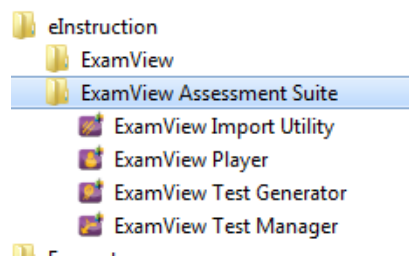 eInstruction
ExamView
ExamView Assessment Suite
ExamView Import Utility
ExamView Player
ExamView Test Generator
ExamView Test Manager